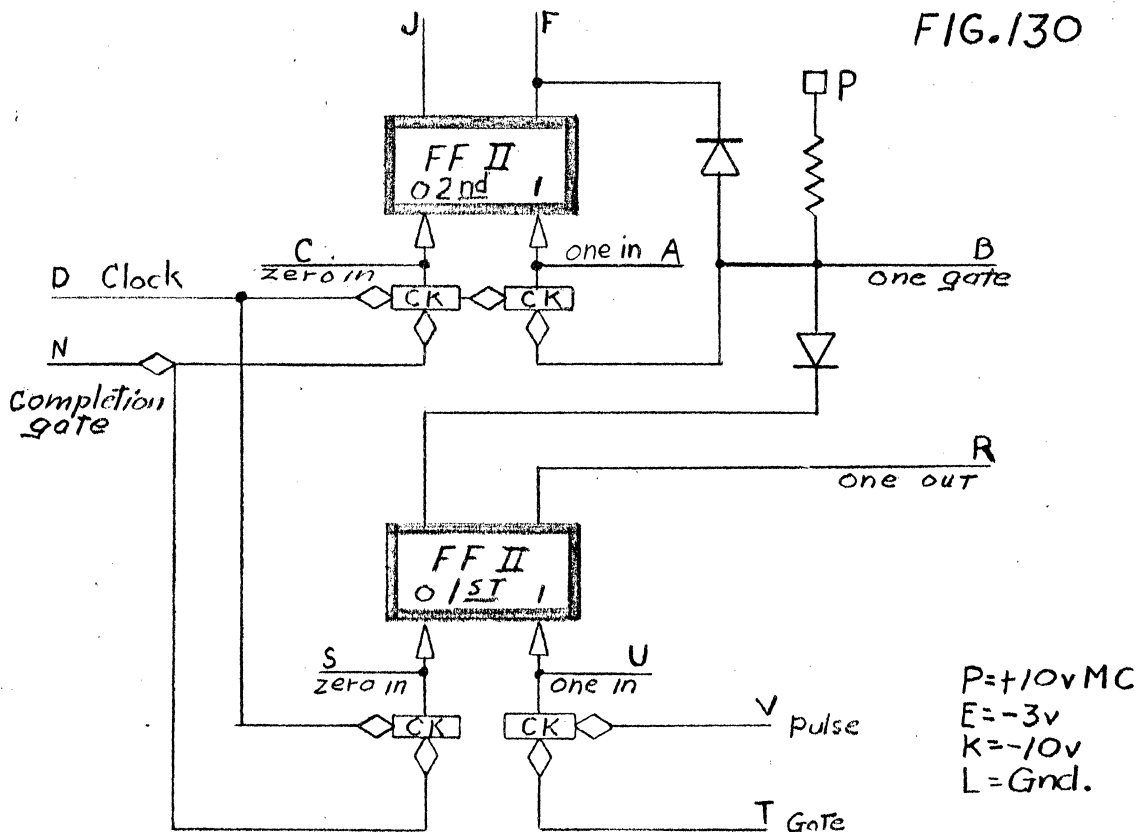 FIG.130
J
F
P
FF II
0 2nd 1
C
zero in
one in A
B
one gate
D Clock
CK
CK
N
Completion
gate
R
one out
FF II
0 1ST 1
S
zero in
U
one in
CK
CK
V
Pulse
T Gate
P=+10v MC
E=-3v
K=-10v
L=Gnd.